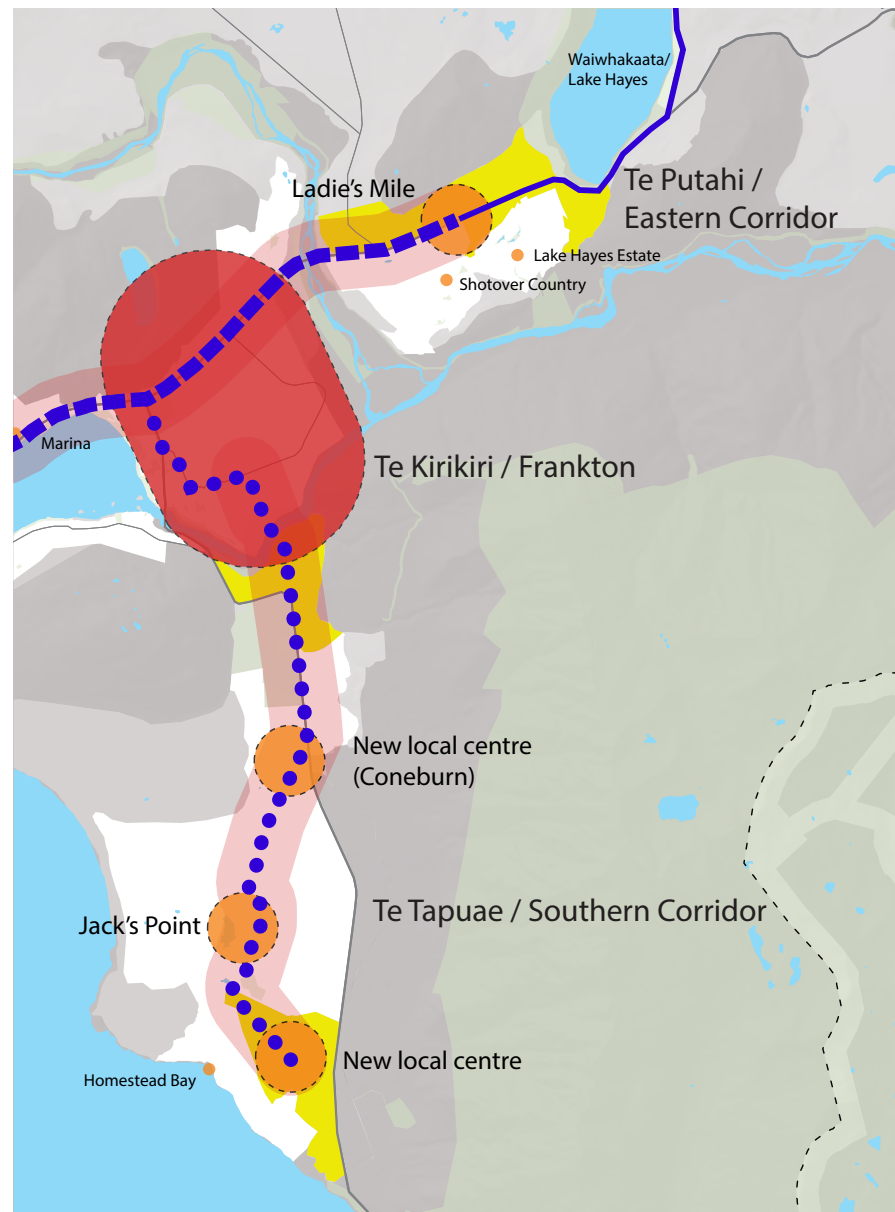 Waiwhakaata/
Lake Hayes
Ladie's Mile
Te Putahi /
Eastern Corridor
Lake Hayes Estate
Shotover Country
Marina
Te Kirikiri / Frankton
New local centre
(Coneburn)
Te Tapuae / Southern Corridor
Jack's Point
New local centre
Homestead Bay